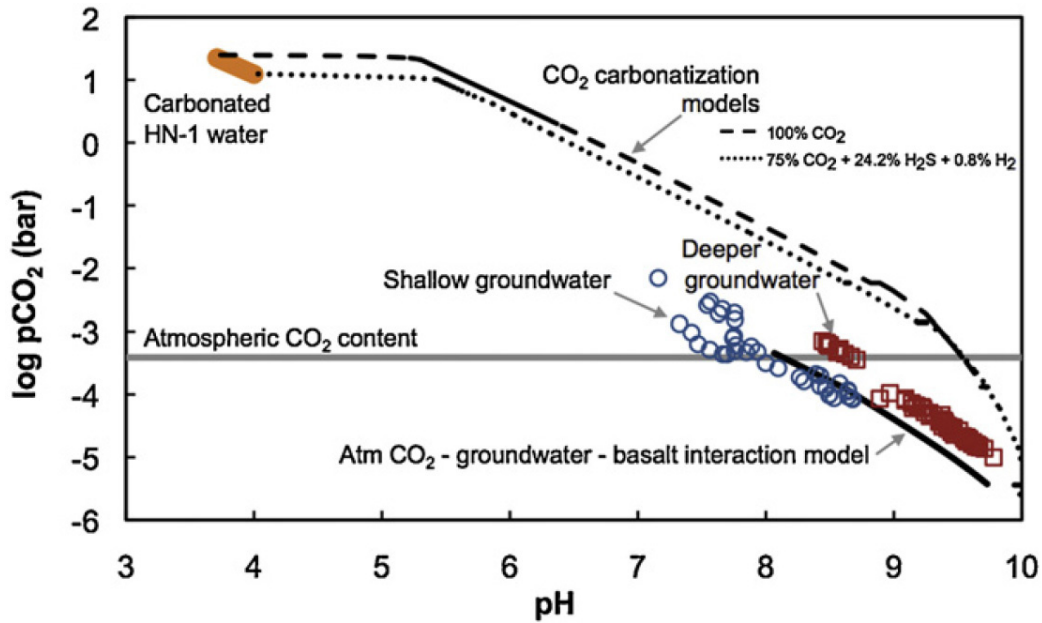 2
1
0
-1
-2
-3
-4
-5
-6
log pCO₂ (bar)
Carbonated
HN-1 water
CO₂ carbonatization
models
100% CO₂
75% CO₂ + 24.2% H₂S + 0.8% H₂
Shallow groundwater
Deeper
groundwater
Atmospheric CO₂ content
Atm CO₂ - groundwater - basalt interaction model
3 4 5 6 7 8 9 10
pH